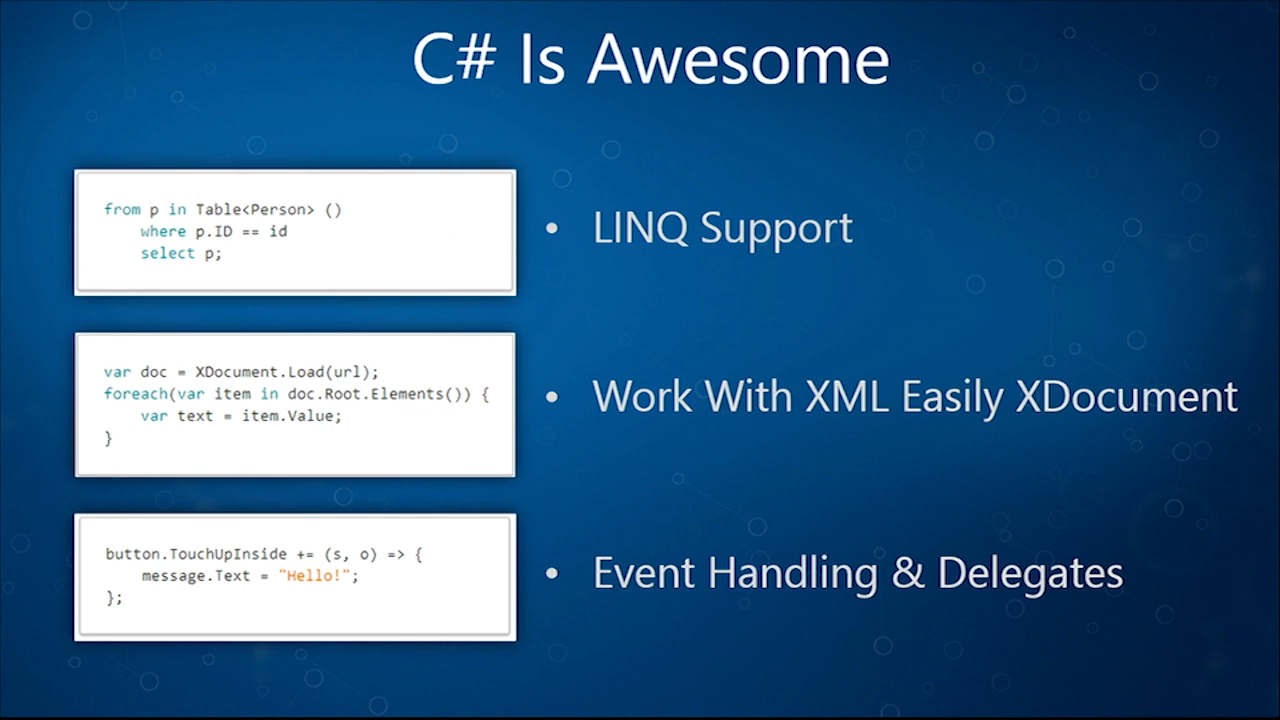 C# Is Awesome
from p in Table<Person> ()
where p.ID == id
select p;
• LINQ Support
var doc = XDocument.Load(url);
foreach(var item in doc.Root.Elements()) {
var text = item.Value;
}
• Work With XML Easily XDocument
button.TouchUpInside += (s, o) => {
message.Text = "Hello!";
};
• Event Handling & Delegates